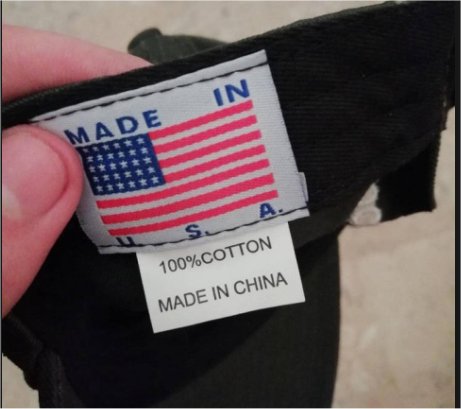 MADE IN
U. S. A.
100%COTTON
MADE IN CHINA